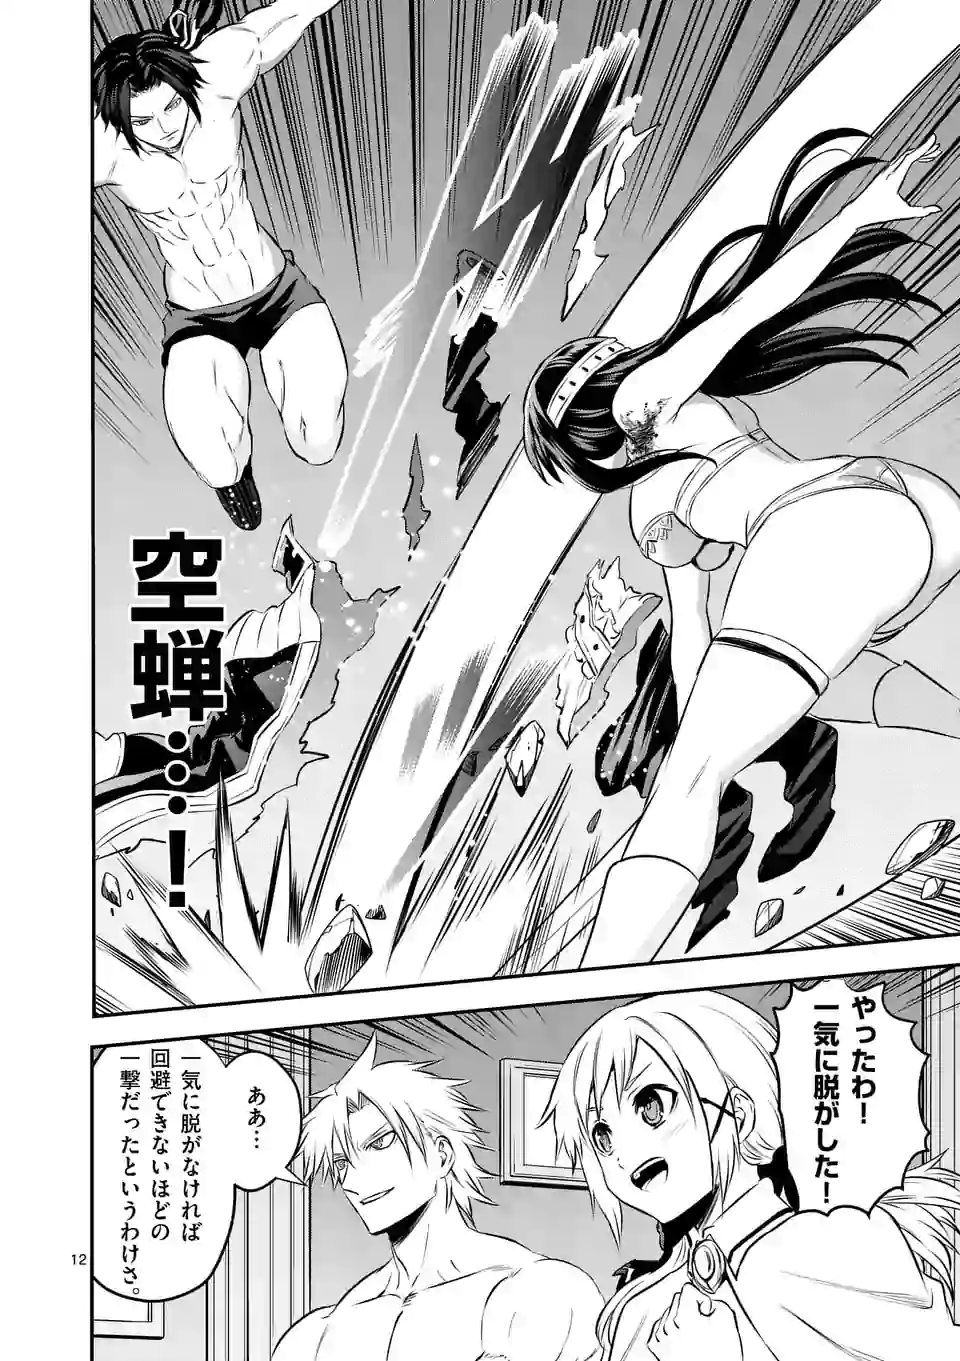 空蝉…！
やったわ！
一気に脱がした！
ああ…
一気に脱がなければ
回避できないほどの
一撃だったというわけさ。
12